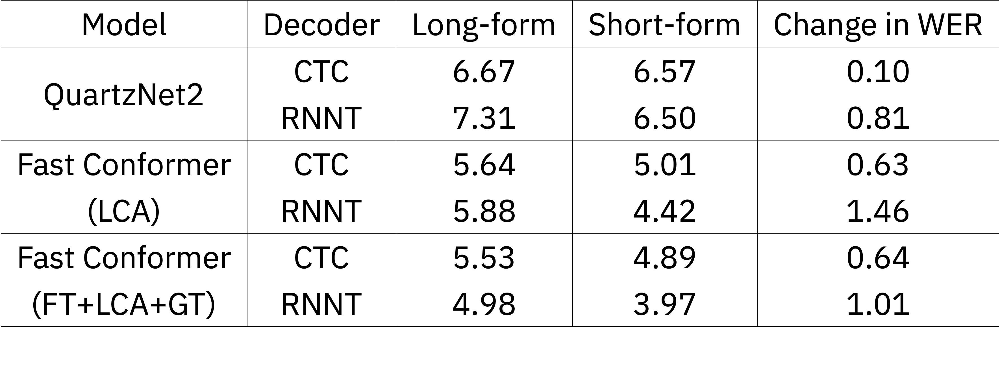 Model Decoder Long-form Short-form Change in WER
QuartzNet2 CTC 6.67 6.57 0.10
RNNT 7.31 6.50 0.81
Fast Conformer CTC 5.64 5.01 0.63
(LCA) RNNT 5.88 4.42 1.46
Fast Conformer CTC 5.53 4.89 0.64
(FT+LCA+GT) RNNT 4.98 3.97 1.01